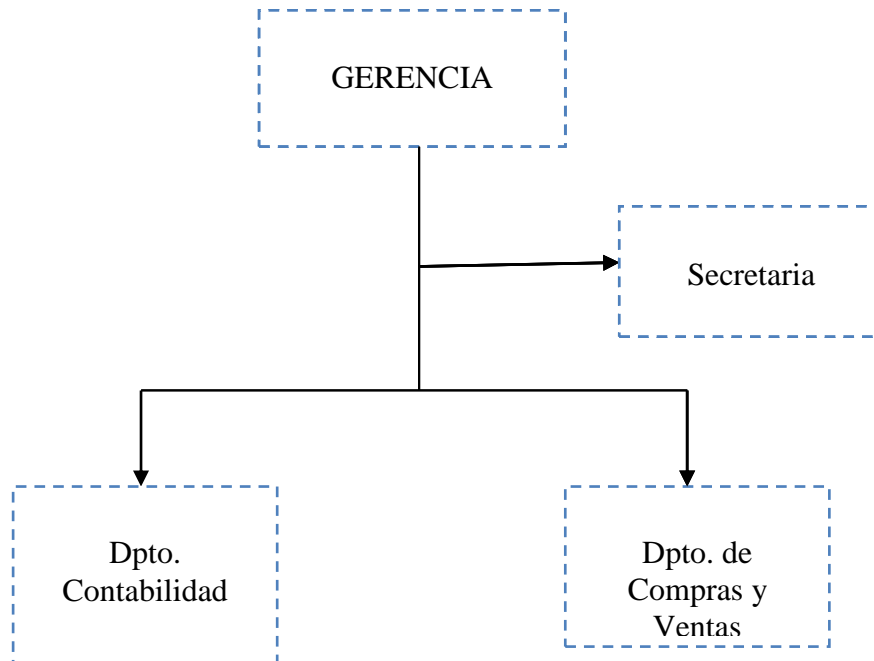 GERENCIA
Secretaria
Dpto.
Contabilidad
Dpto. de
Compras y
Ventas